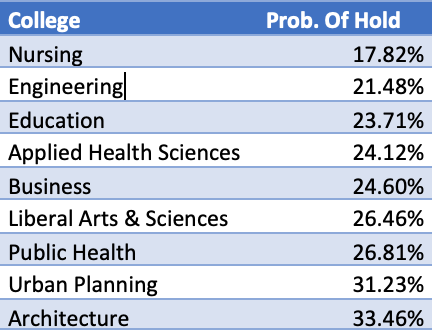 College Prob. Of Hold
Nursing 17.82%
Engineering 21.48%
Education 23.71%
Applied Health Sciences 24.12%
Business 24.60%
Liberal Arts & Sciences 26.46%
Public Health 26.81%
Urban Planning 31.23%
Architecture 33.46%